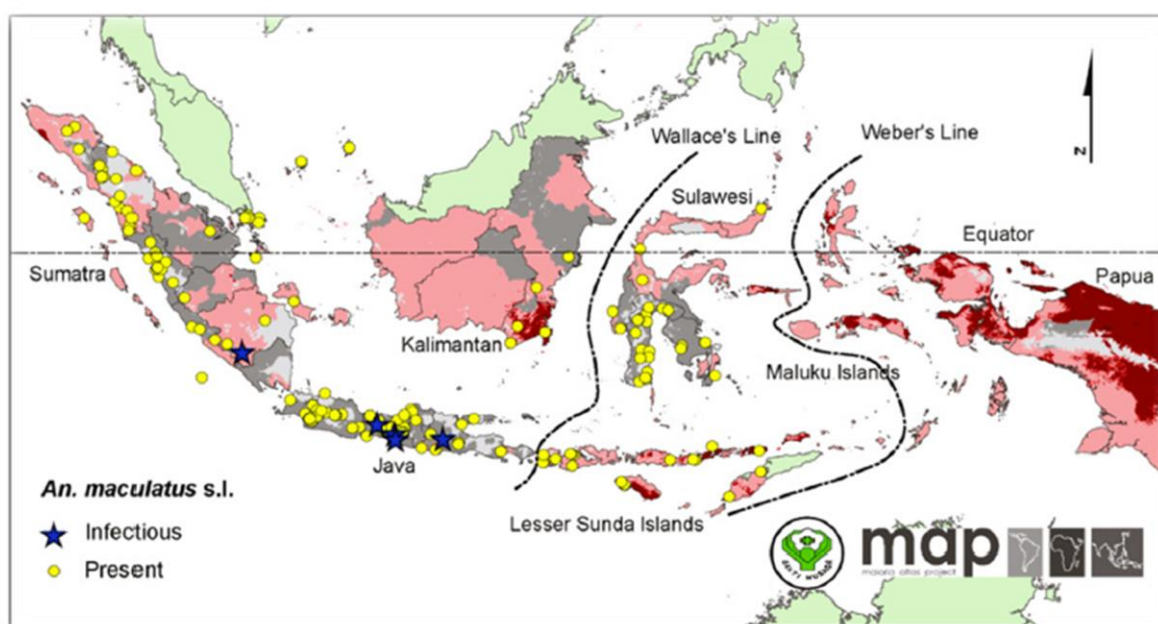 Wallace's Line
Weber's Line
N
Sulawesi
Equator
Sumatra
Papua
Kalimantan
Maluku Islands
Java
An. maculatus s.l.
Infectious
Present
Lesser Sunda Islands
map
malaria atlas project